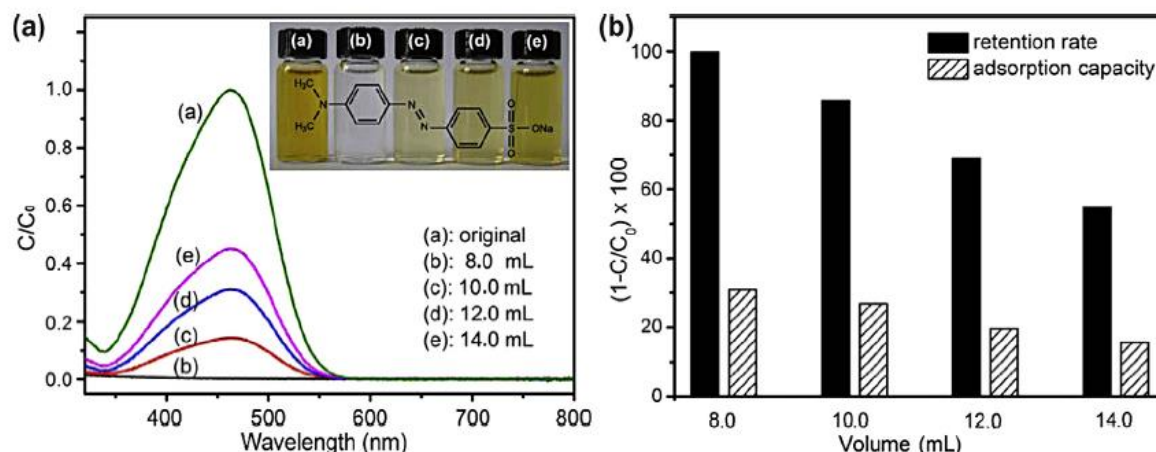 (a)
C/C₀
1.0
0.8
0.6
0.4
0.2
0.0
400
500
600
700
800
Wavelength (nm)
(a)
(e)
(d)
(c)
(b)
(a) (b) (c) (d) (e)
H₃C
N
CH₃
N
N
O
S
ONa
O
(a): original
(b): 8.0 mL
(c): 10.0 mL
(d): 12.0 mL
(e): 14.0 mL
(b)
retention rate
adsorption capacity
(1-C/C₀) x 100
100
80
60
40
20
0
8.0
10.0
12.0
14.0
Volume (mL)